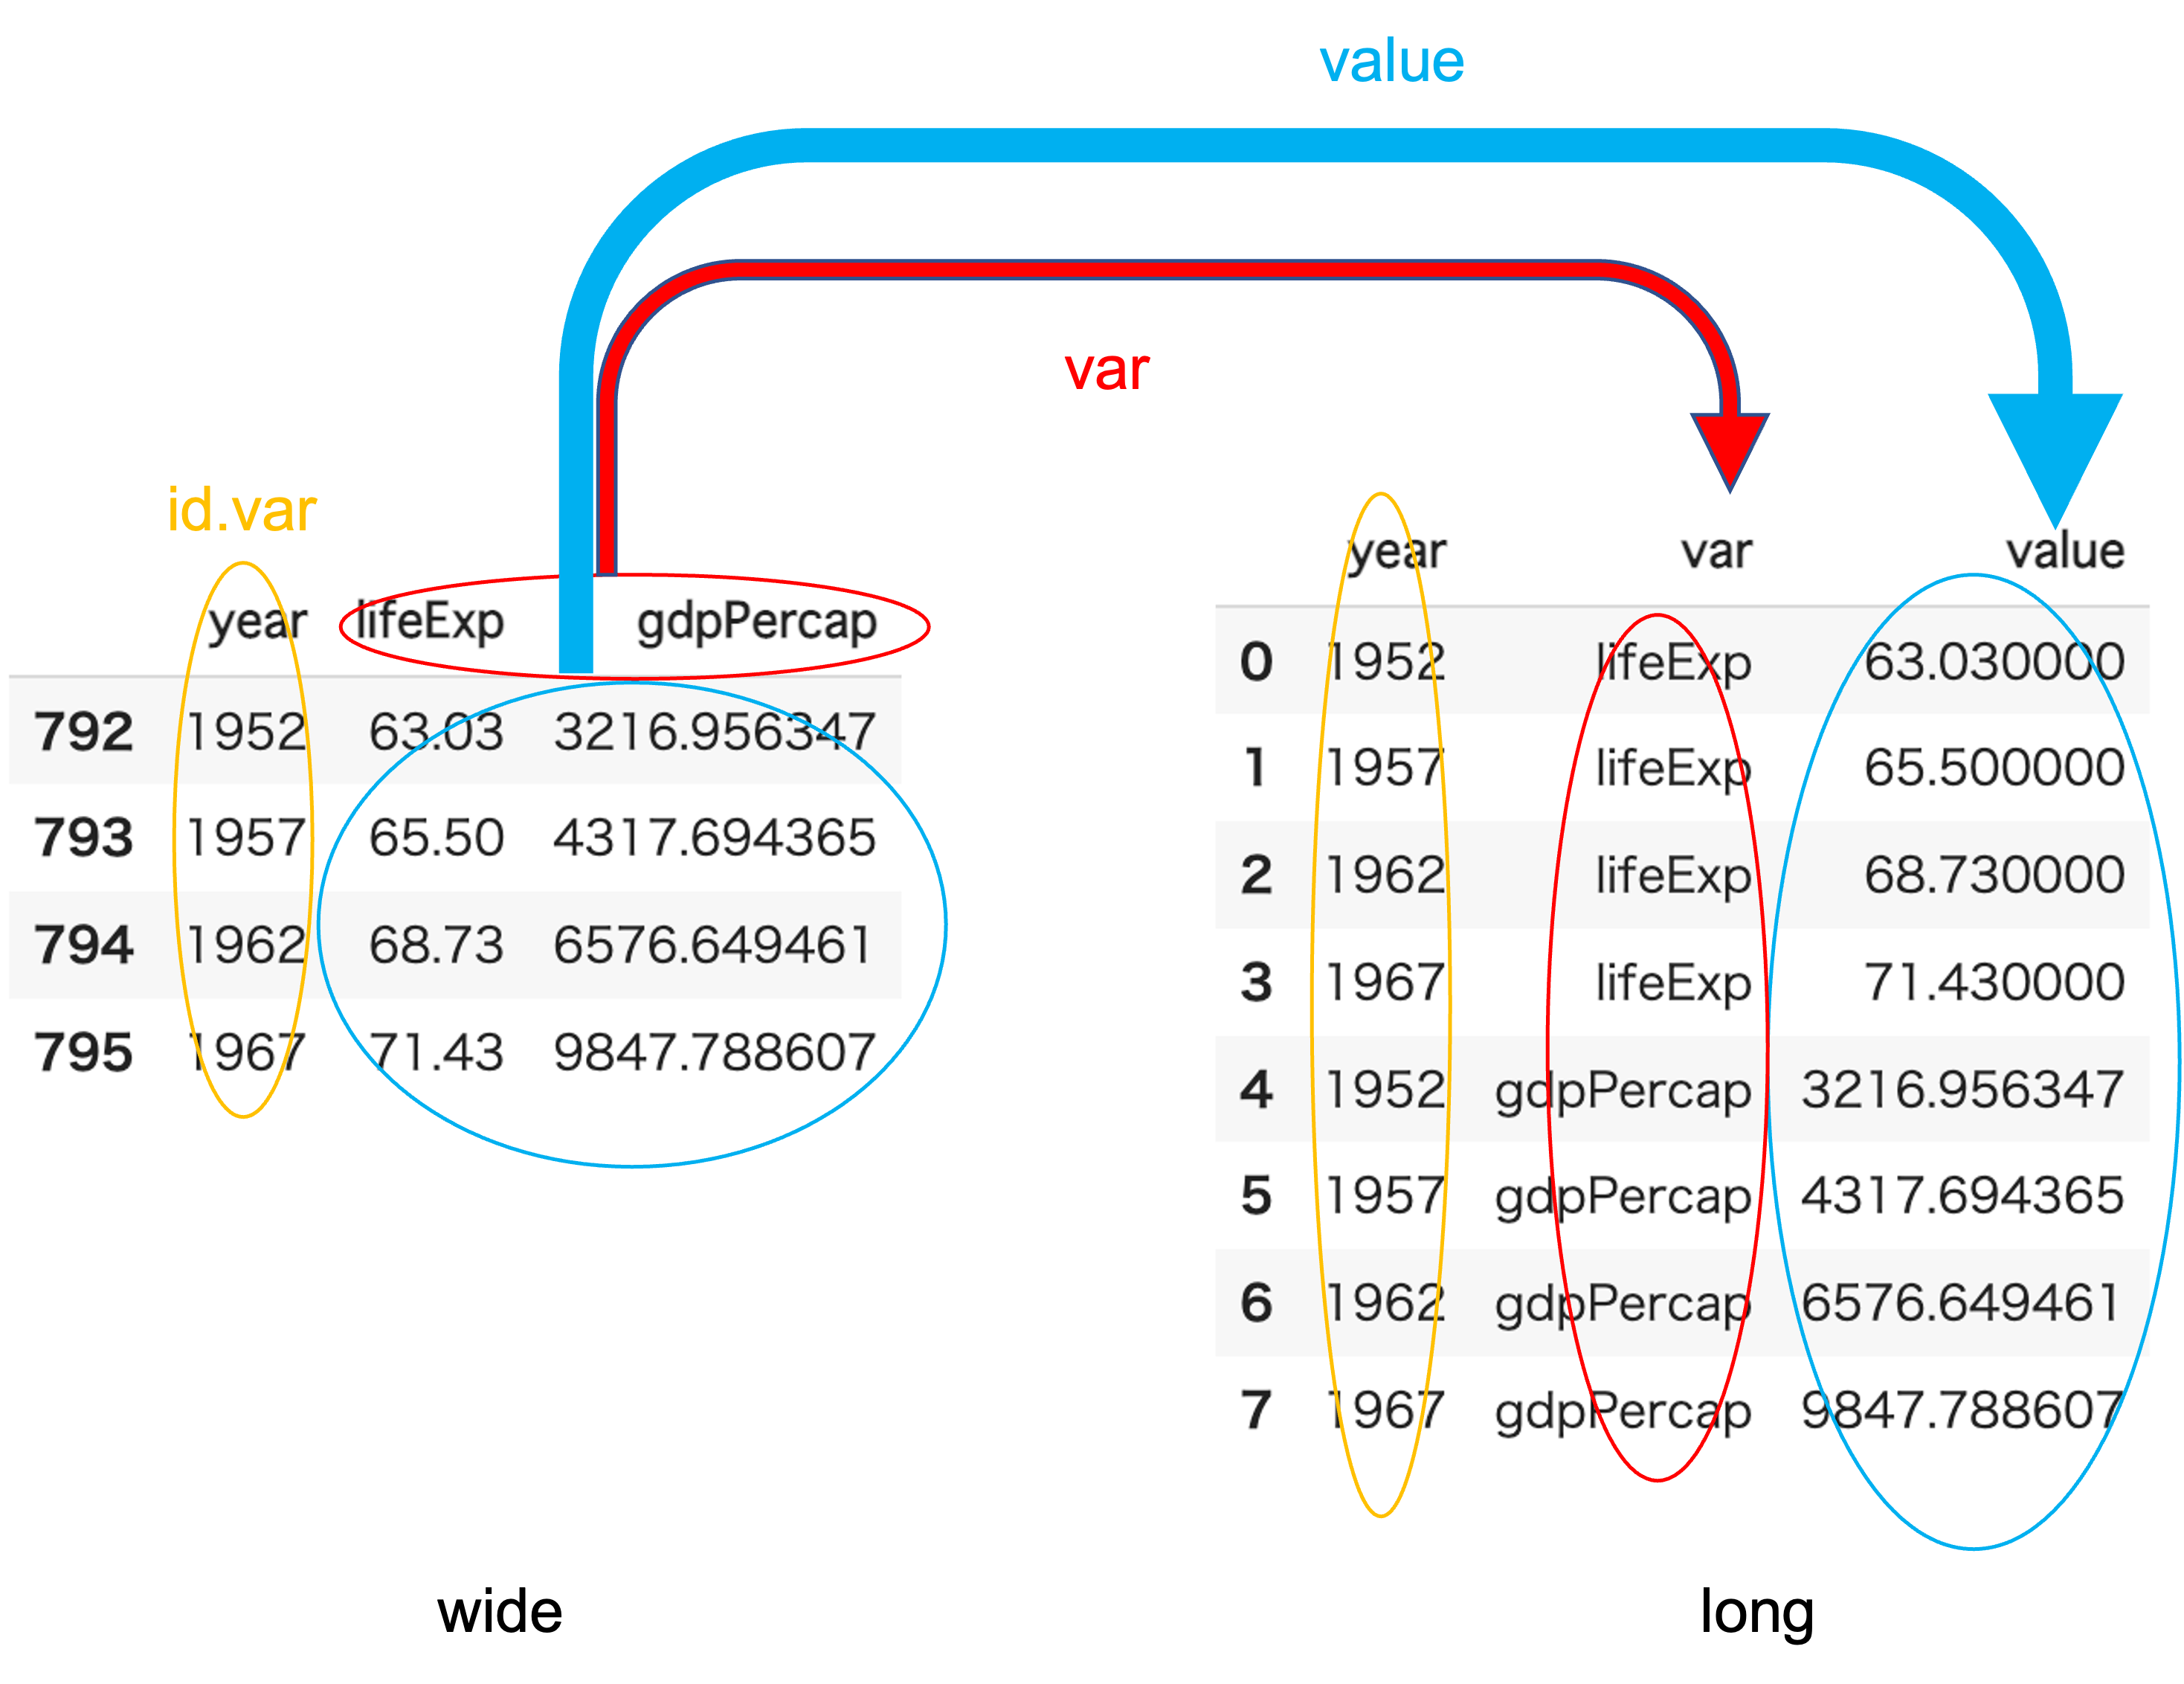 value
var
id.var
year lifeExp gdpPercap
792 1952 63.03 3216.956347
793 1957 65.50 4317.694365
794 1962 68.73 6576.649461
795 1967 71.43 9847.788607
wide
year var value
0 1952 lifeExp 63.030000
1 1957 lifeExp 65.500000
2 1962 lifeExp 68.730000
3 1967 lifeExp 71.430000
4 1952 gdpPercap 3216.956347
5 1957 gdpPercap 4317.694365
6 1962 gdpPercap 6576.649461
7 1967 gdpPercap 9847.788607
long